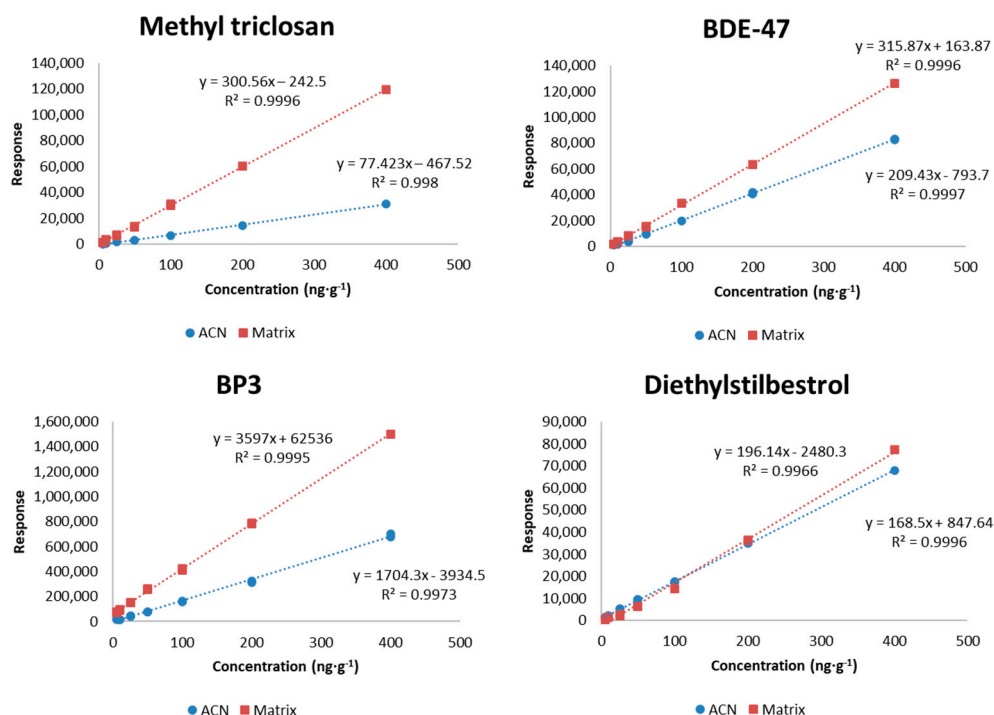 Methyl triclosan
140,000
120,000
100,000
80,000
60,000
40,000
20,000
0
Response
y = 300.56x – 242.5
R² = 0.9996
y = 77.423x – 467.52
R² = 0.998
0 100 200 300 400 500
Concentration (ng·g⁻¹)
ACN Matrix
BDE-47
140,000
120,000
100,000
80,000
60,000
40,000
20,000
0
Response
y = 315.87x + 163.87
R² = 0.9996
y = 209.43x - 793.7
R² = 0.9997
0 100 200 300 400 500
Concentration (ng·g⁻¹)
ACN Matrix
BP3
1,600,000
1,400,000
1,200,000
1,000,000
800,000
600,000
400,000
200,000
0
Response
y = 3597x + 62536
R² = 0.9995
y = 1704.3x - 3934.5
R² = 0.9973
0 100 200 300 400 500
Concentration (ng·g⁻¹)
ACN Matrix
Diethylstilbestrol
90,000
80,000
70,000
60,000
50,000
40,000
30,000
20,000
10,000
0
Response
y = 196.14x - 2480.3
R² = 0.9966
y = 168.5x + 847.64
R² = 0.9996
0 100 200 300 400 500
Concentration (ng·g⁻¹)
ACN Matrix